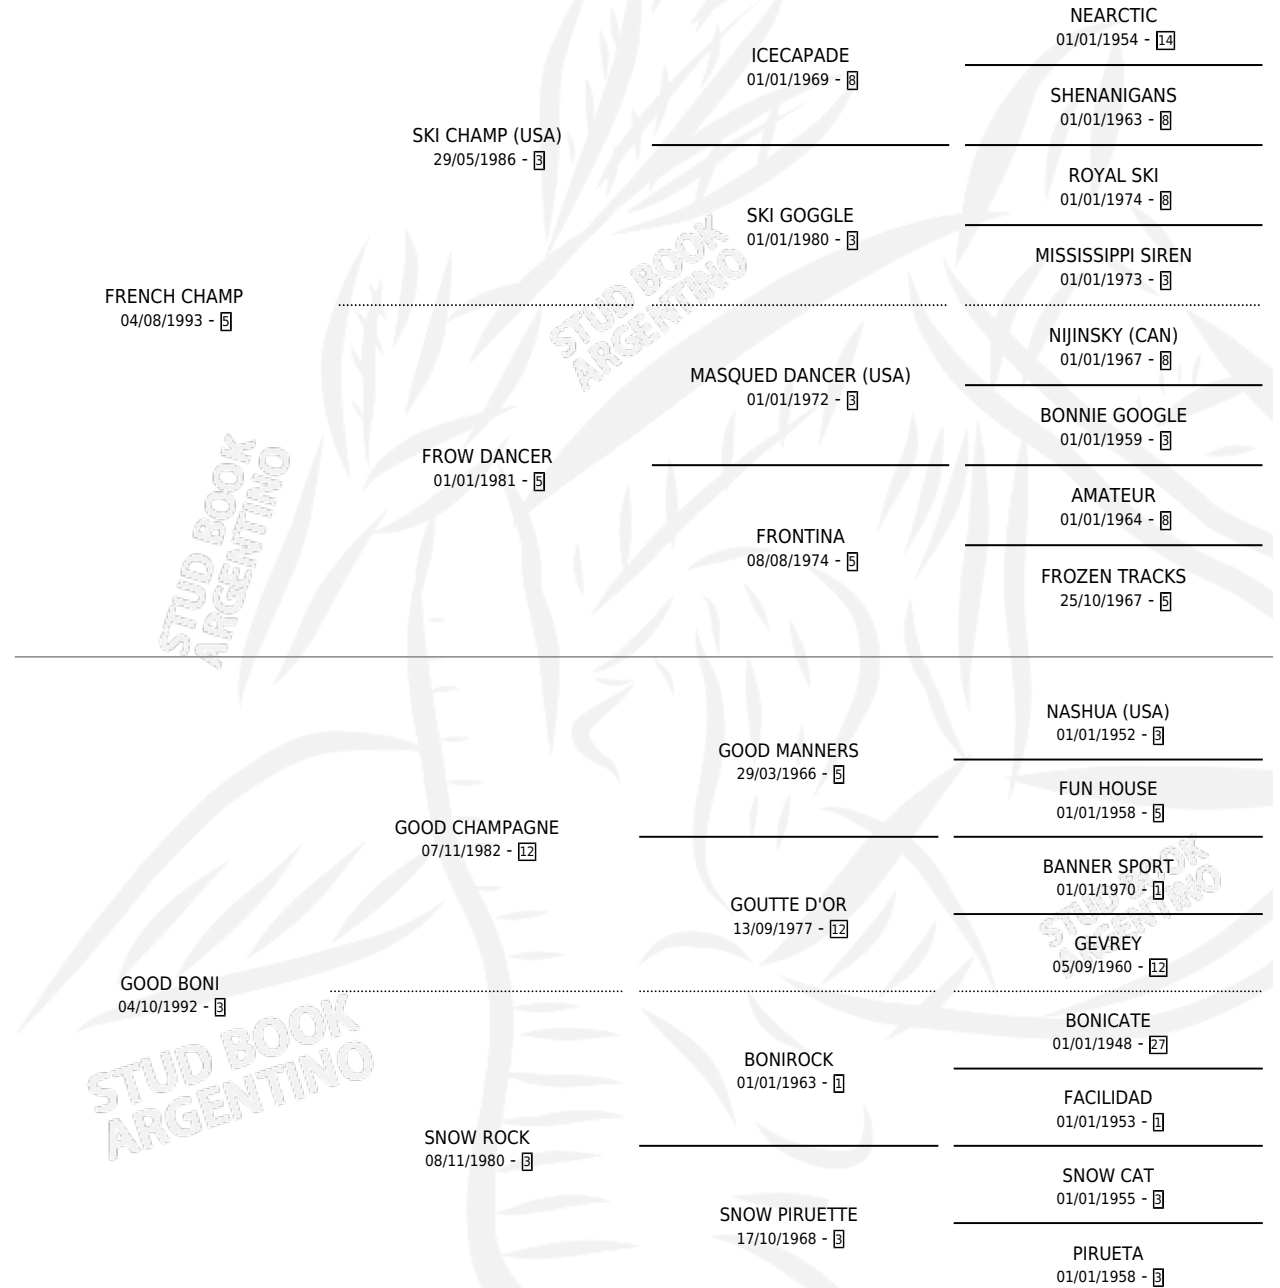 NEARCTIC
01/01/1954 - 14
ICECAPADE
01/01/1969 - 8
SHENANIGANS
01/01/1963 - 8
SKI CHAMP (USA)
29/05/1986 - 3
ROYAL SKI
01/01/1974 - 8
SKI GOGGLE
01/01/1980 - 3
MISSISSIPPI SIREN
01/01/1973 - 3
FRENCH CHAMP
04/08/1993 - 5
NIJINSKY (CAN)
01/01/1967 - 8
MASQUED DANCER (USA)
01/01/1972 - 3
BONNIE GOOGLE
01/01/1959 - 3
FROW DANCER
01/01/1981 - 5
AMATEUR
01/01/1964 - 8
FRONTINA
08/08/1974 - 5
FROZEN TRACKS
25/10/1967 - 5
NASHUA (USA)
01/01/1952 - 3
GOOD MANNERS
29/03/1966 - 5
FUN HOUSE
01/01/1958 - 5
GOOD CHAMPAGNE
07/11/1982 - 12
BANNER SPORT
01/01/1970 - 1
GOUTTE D'OR
13/09/1977 - 12
GEVREY
05/09/1960 - 12
GOOD BONI
04/10/1992 - 3
BONICATE
01/01/1948 - 27
BONIROCK
01/01/1963 - 1
FACILIDAD
01/01/1953 - 1
SNOW ROCK
08/11/1980 - 3
SNOW CAT
01/01/1955 - 3
SNOW PIRUETTE
17/10/1968 - 3
PIRUETA
01/01/1958 - 3
STUD BOOK
ARGENTINO
STUD BOOK
ARGENTINO
STUD BOOK
ARGENTINO
STUD BOOK
ARGENTINO